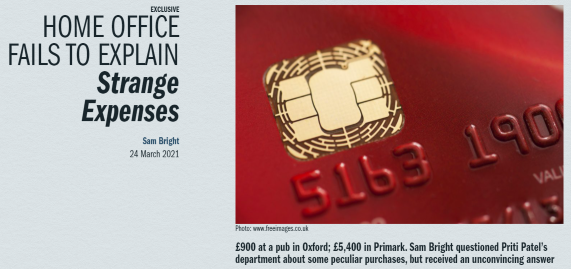 EXCLUSIVE
HOME OFFICE
FAILS TO EXPLAIN
Strange
Expenses
Sam Bright
24 March 2021
5163 1900
VALI
Photo: www.freeimages.co.uk
£900 at a pub in Oxford; £5,400 in Primark. Sam Bright questioned Priti Patel's
department about some peculiar purchases, but received an unconvincing answer